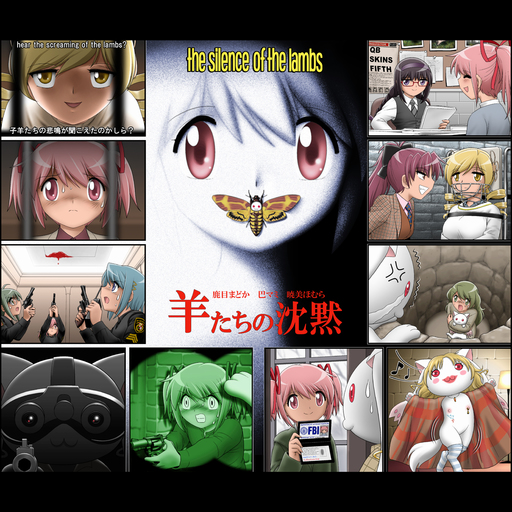 hear the screaming of the lambs?
子羊たちの悲鳴が聞こえたのかしら?
the silence of the lambs
鹿目まどか 巴マミ 暁美ほむら
羊たちの沈黙
QB
SKINS
FIFTH
FBI